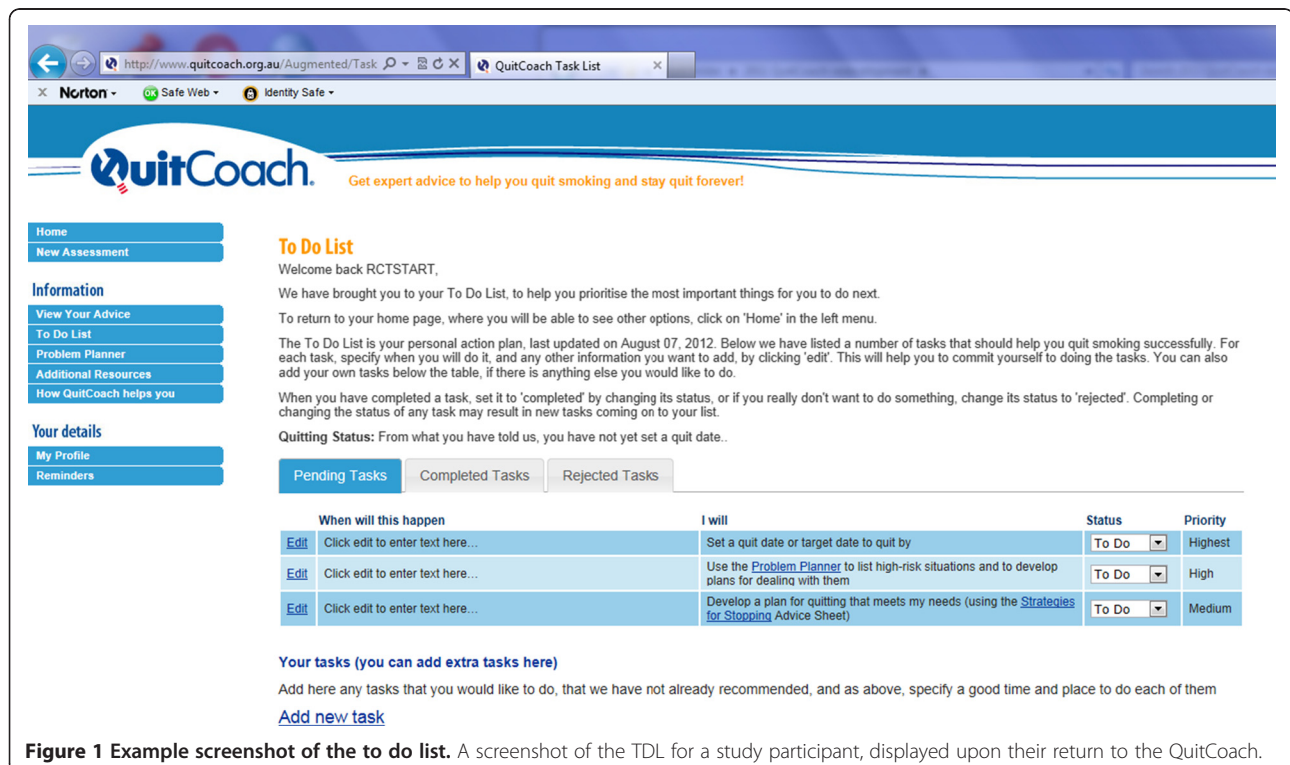 http://www.quitcoach.org.au/Augmented/Task
QuitCoach Task List
x Norton
OK Safe Web
Identity Safe
QuitCoach.
Get expert advice to help you quit smoking and stay quit forever!
Home
New Assessment
Information
View Your Advice
To Do List
Problem Planner
Additional Resources
How QuitCoach helps you
Your details
My Profile
Reminders
To Do List
Welcome back RCTSTART,
We have brought you to your To Do List, to help you prioritise the most important things for you to do next.
To return to your home page, where you will be able to see other options, click on 'Home' in the left menu.
The To Do List is your personal action plan, last updated on August 07, 2012. Below we have listed a number of tasks that should help you quit smoking successfully. For
each task, specify when you will do it, and any other information you want to add, by clicking 'edit'. This will help you to commit yourself to doing the tasks. You can also
add your own tasks below the table, if there is anything else you would like to do.
When you have completed a task, set it to 'completed' by changing its status, or if you really don't want to do something, change its status to 'rejected'. Completing or
changing the status of any task may result in new tasks coming on to your list.
Quitting Status: From what you have told us, you have not yet set a quit date..
Pending Tasks Completed Tasks Rejected Tasks
When will this happen I will Status Priority
Edit Click edit to enter text here... Set a quit date or target date to quit by To Do Highest
Edit Click edit to enter text here... Use the Problem Planner to list high-risk situations and to develop
plans for dealing with them To Do High
Edit Click edit to enter text here... Develop a plan for quitting that meets my needs (using the Strategies
for Stopping Advice Sheet) To Do Medium
Your tasks (you can add extra tasks here)
Add here any tasks that you would like to do, that we have not already recommended, and as above, specify a good time and place to do each of them
Add new task
Figure 1 Example screenshot of the to do list. A screenshot of the TDL for a study participant, displayed upon their return to the QuitCoach.